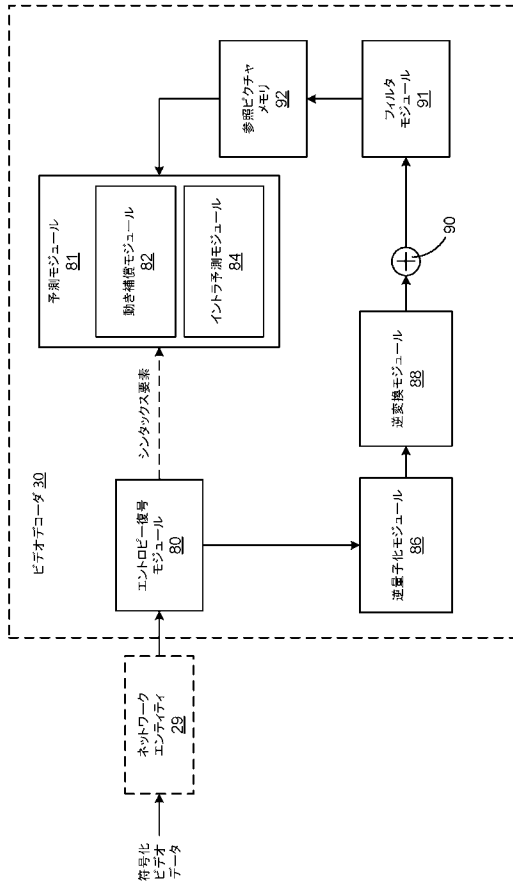 ビデオデコーダ 30
符号化
ビデオ
データ
ネットワーク
エンティティ
29
エントロピー復号
モジュール
80
シンタックス要素
予測モジュール
81
動き補償モジュール
82
イントラ予測モジュール
84
参照ピクチャ
メモリ
92
逆量子化モジュール
86
逆変換モジュール
88
90
フィルタ
モジュール
91